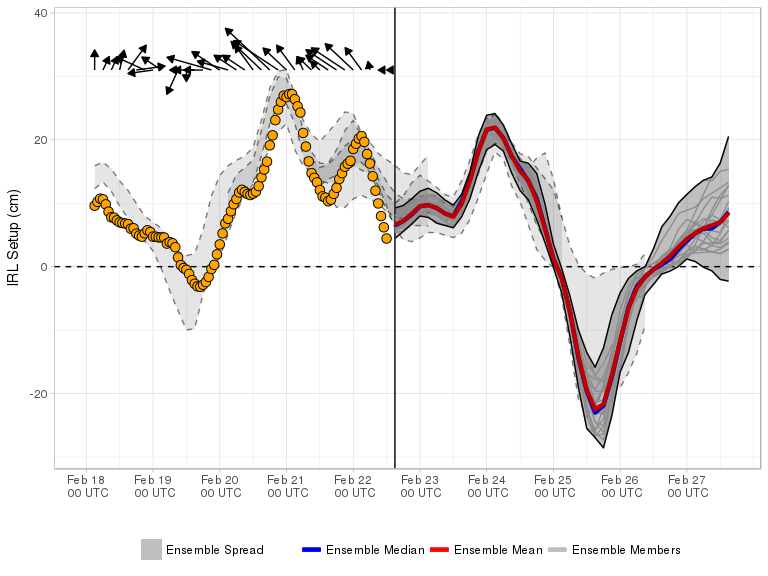 40
20
0
-20
IRL Setup (cm)
Feb 18 Feb 19 Feb 20 Feb 21 Feb 22 Feb 23 Feb 24 Feb 25 Feb 26 Feb 27
00 UTC 00 UTC 00 UTC 00 UTC 00 UTC 00 UTC 00 UTC 00 UTC 00 UTC 00 UTC
Ensemble Spread Ensemble Median Ensemble Mean Ensemble Members